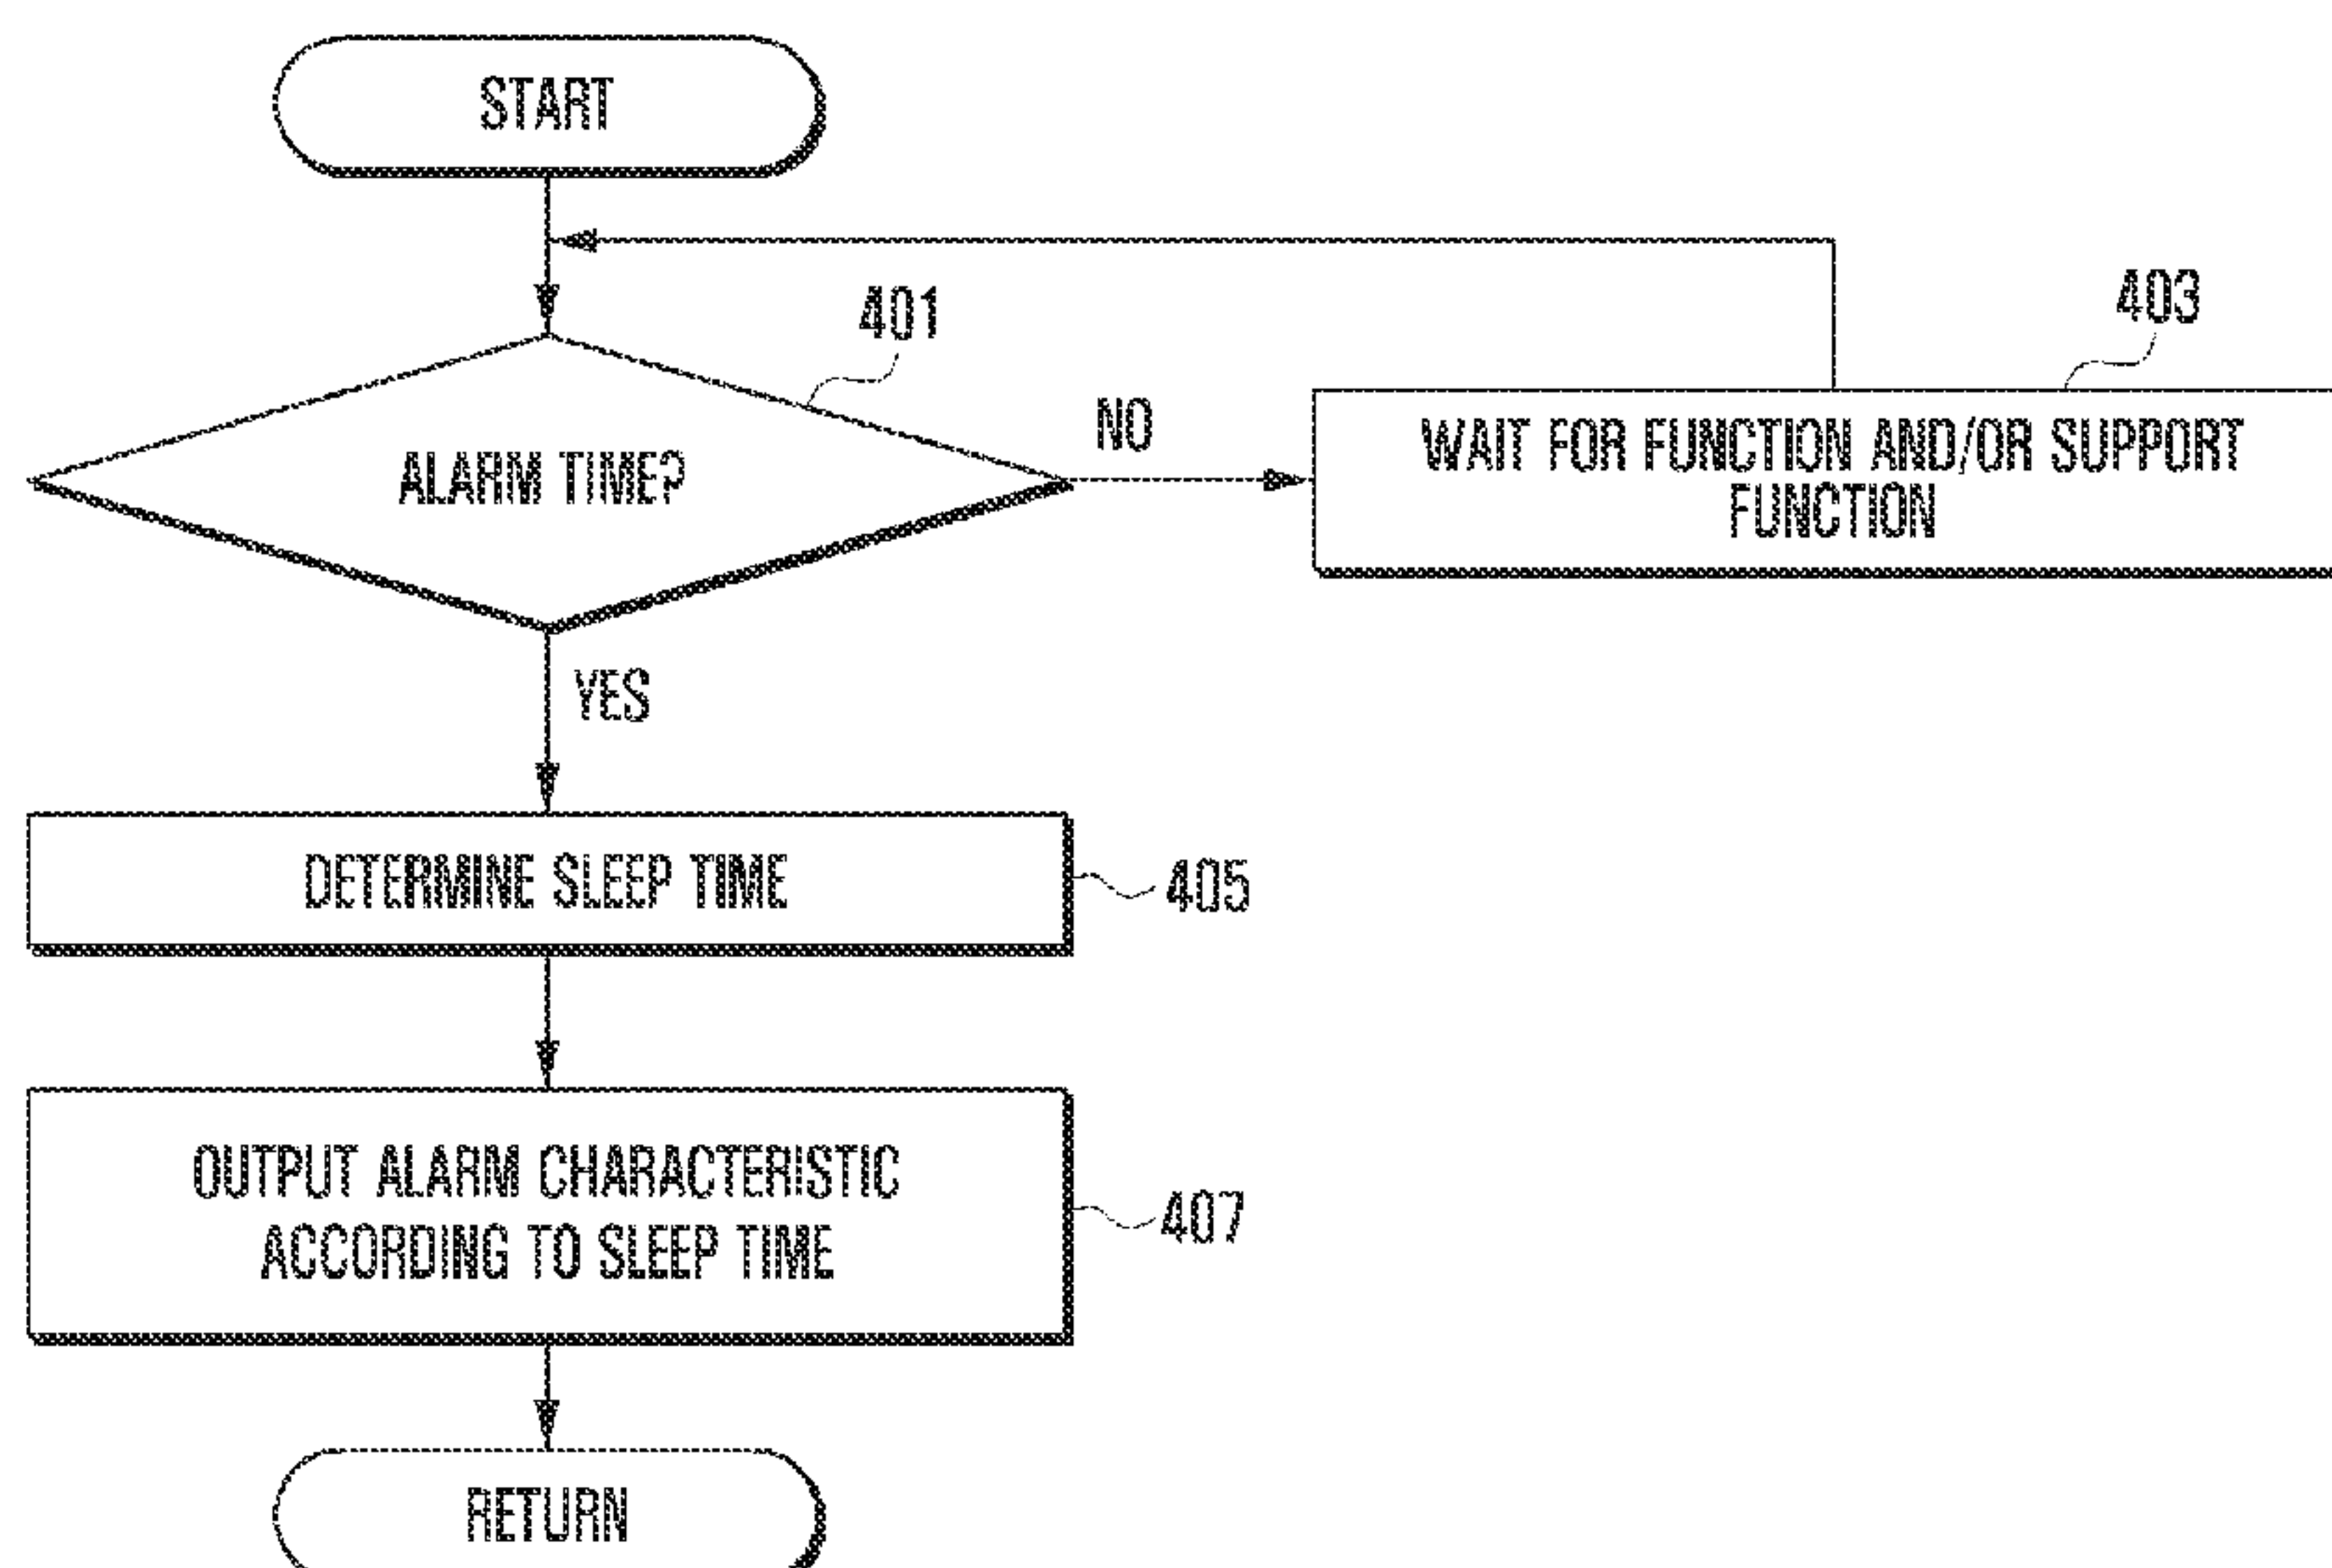 START
401
403
NO
WAIT FOR FUNCTION AND/OR SUPPORT
FUNCTION
ALARM TIME?
YES
DETERMINE SLEEP TIME
405
OUTPUT ALARM CHARACTERISTIC
ACCORDING TO SLEEP TIME
407
RETURN